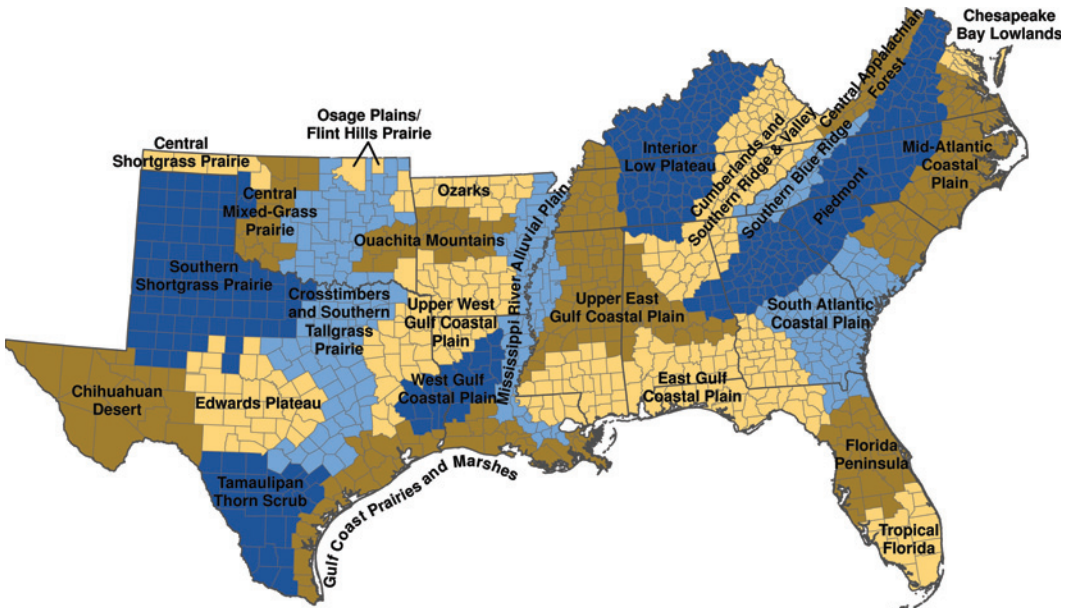 Chesapeake
Bay Lowlands
Central Appalachian
Forest
Osage Plains/
Flint Hills Prairie
Central
Shortgrass Prairie
Interior
Low Plateau
Cumberlands and
Southern Ridge & Valley
Southern Blue Ridge
Piedmont
Mid-Atlantic
Coastal
Plain
Ozarks
Central
Mixed-Grass
Prairie
Ouachita Mountains
Mississippi River Alluvial Plain
Southern
Shortgrass Prairie
Crosstimbers
and Southern
Tallgrass
Prairie
Upper West
Gulf Coastal
Plain
Upper East
Gulf Coastal Plain
South Atlantic
Coastal Plain
West Gulf
Coastal Plain
East Gulf
Coastal Plain
Chihuahuan
Desert
Edwards Plateau
Florida
Peninsula
Tamaulipan
Thorn Scrub
Gulf Coast Prairies and Marshes
Tropical
Florida